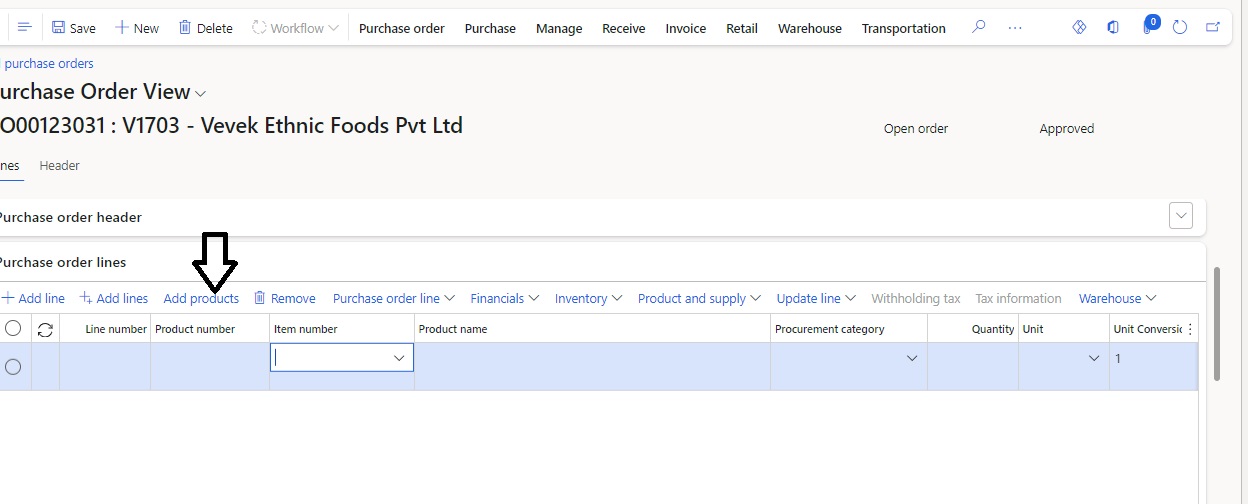 Save New Delete Workflow Purchase order Purchase Manage Receive Invoice Retail Warehouse Transportation ... 0
purchase orders
urchase Order View
O00123031 : V1703 - Vevek Ethnic Foods Pvt Ltd
Open order Approved
nes Header
Purchase order header
Purchase order lines
Add line Add lines Add products Remove Purchase order line Financials Inventory Product and supply Update line Withholding tax Tax information Warehouse
Line number Product number Item number Product name Procurement category Quantity Unit Unit Conversic
1